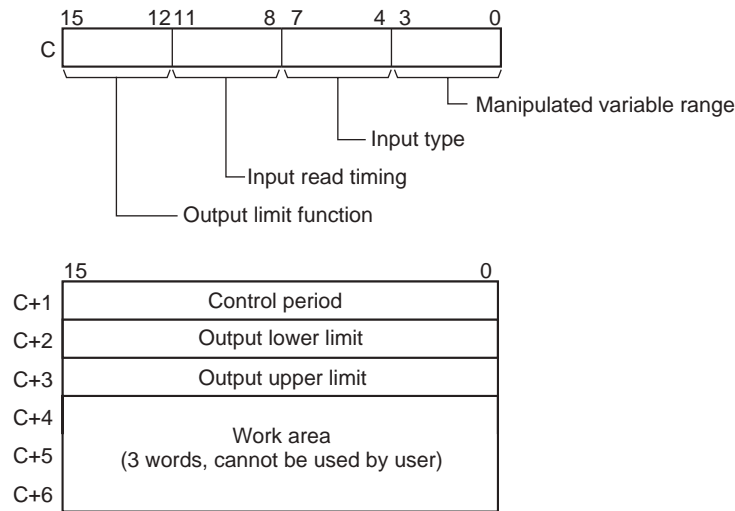 15 12 11 8 7 4 3 0
C
Manipulated variable range
Input type
Input read timing
Output limit function
15 0
C+1 Control period
C+2 Output lower limit
C+3 Output upper limit
C+4
Work area
C+5 (3 words, cannot be used by user)
C+6